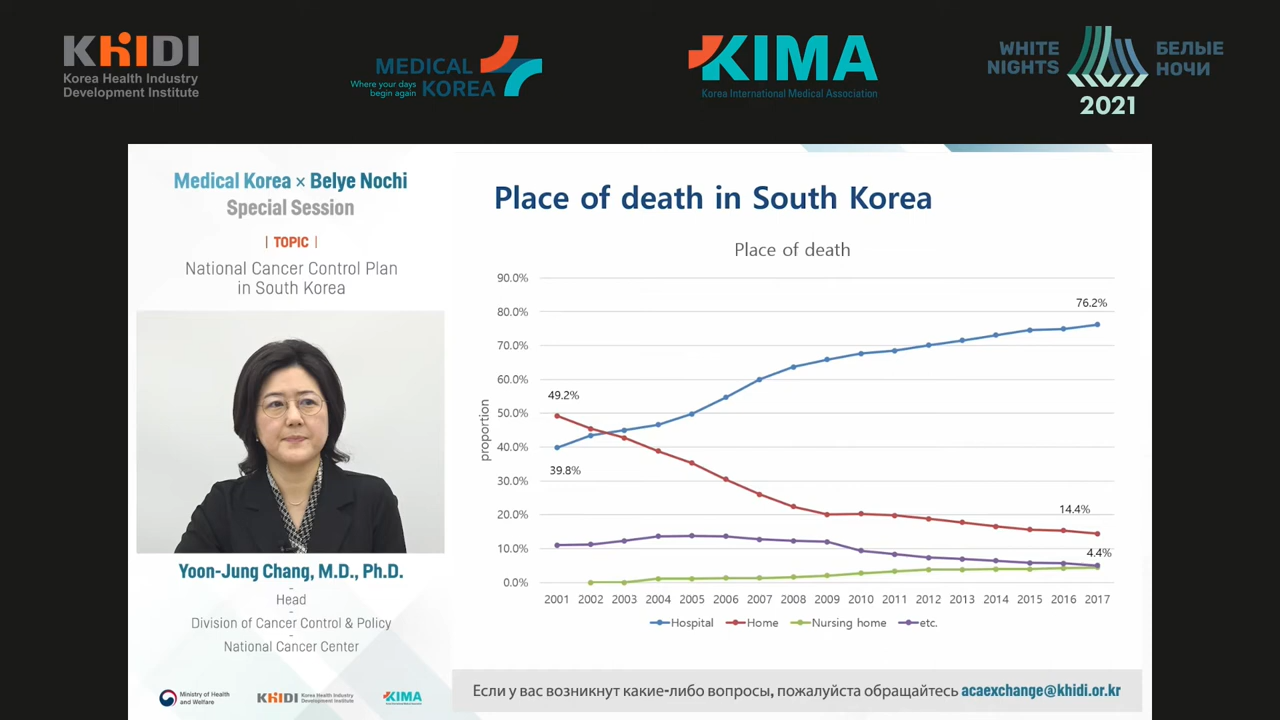 KHIDI
Korea Health Industry
Development Institute
MEDICAL
KOREA
Where your days
begin again
KIMA
Korea International Medical Association
WHITE
NIGHTS
БЕЛЫЕ
НОЧИ
2021
Medical Korea × Belye Nochi
Special Session
| TOPIC |
National Cancer Control Plan
in South Korea
Yoon-Jung Chang, M.D., Ph.D.
Head
Division of Cancer Control & Policy
National Cancer Center
Ministry of Health
and Welfare
KHIDI
Korea Health Industry
Development Institute
KIMA
Place of death in South Korea
Place of death
proportion
90.0%
80.0%
70.0%
60.0%
50.0%
40.0%
30.0%
20.0%
10.0%
0.0%
49.2%
39.8%
76.2%
14.4%
4.4%
2001 2002 2003 2004 2005 2006 2007 2008 2009 2010 2011 2012 2013 2014 2015 2016 2017
Hospital Home Nursing home etc.
Если у вас возникнут какие-либо вопросы, пожалуйста обращайтесь acaexchange@khidi.or.kr